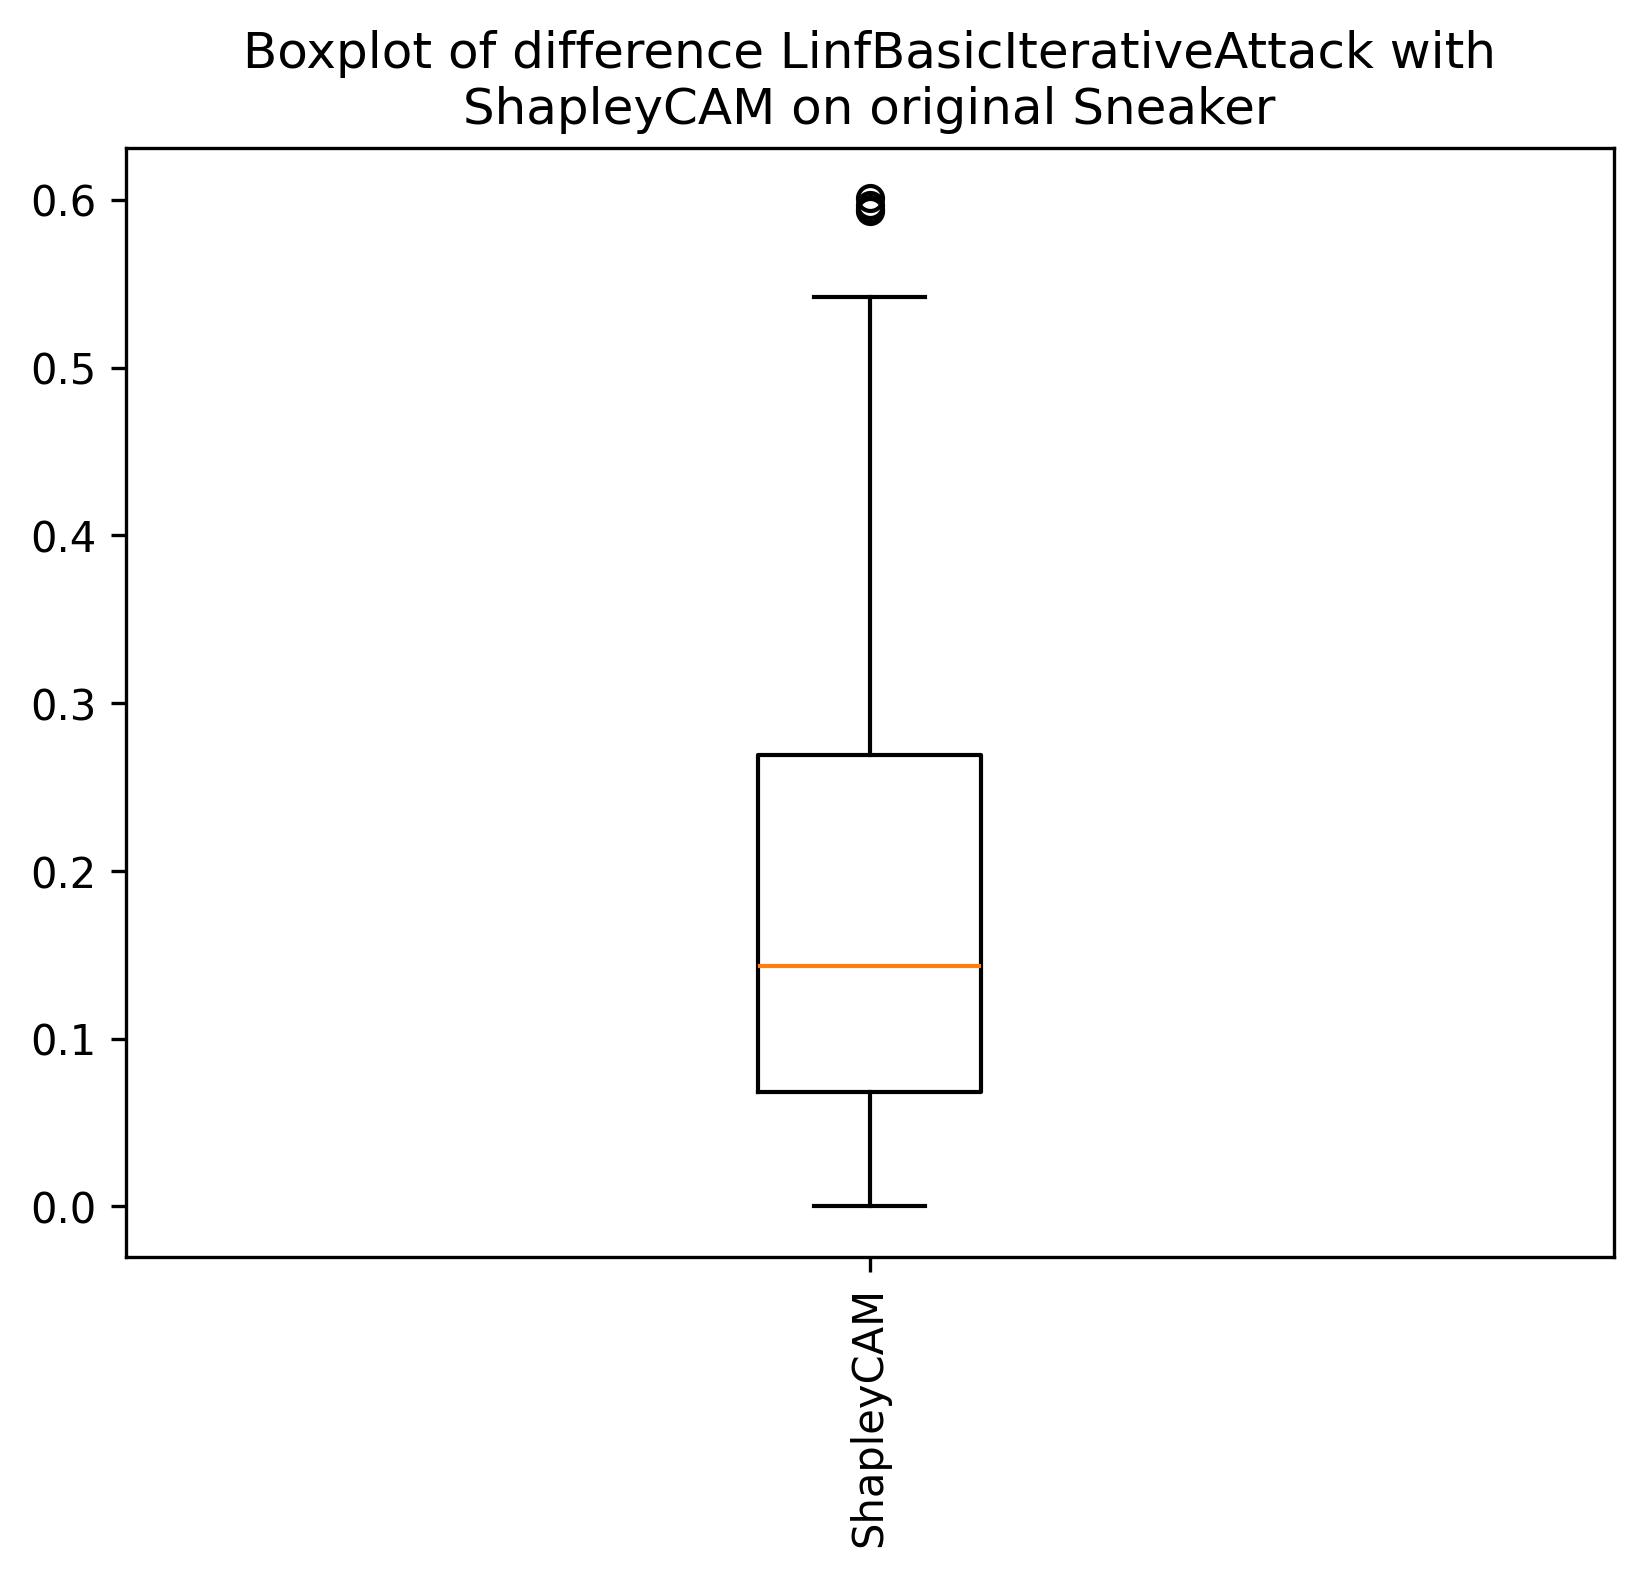 Boxplot of difference LinfBasicIterativeAttack with
ShapleyCAM on original Sneaker
0.6
0.5
0.4
0.3
0.2
0.1
0.0
ShapleyCAM